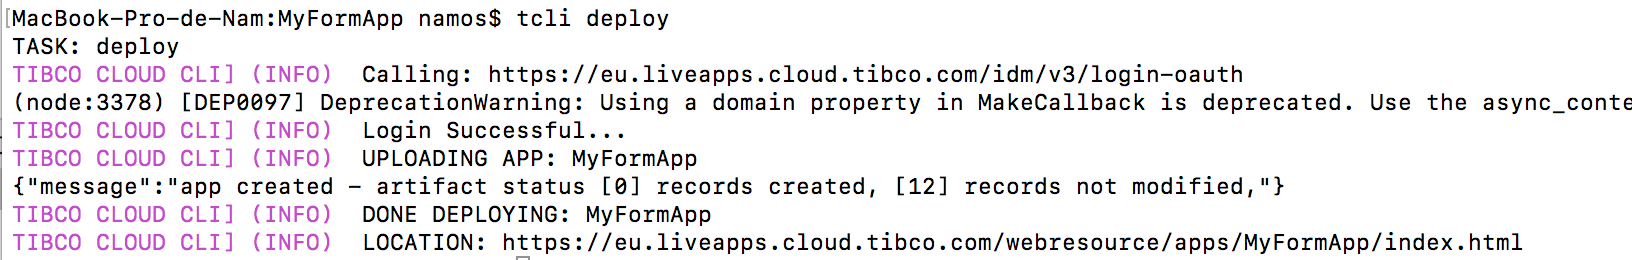 MacBook-Pro-de-Nam:MyFormApp namos$ tcli deploy
TASK: deploy
TIBCO CLOUD CLI] (INFO)  Calling: https://eu.liveapps.cloud.tibco.com/idm/v3/login-oauth
(node:3378) [DEP0097] DeprecationWarning: Using a domain property in MakeCallback is deprecated. Use the async_conte
TIBCO CLOUD CLI] (INFO)  Login Successful...
TIBCO CLOUD CLI] (INFO)  UPLOADING APP: MyFormApp
{"message":"app created - artifact status [0] records created, [12] records not modified,"}
TIBCO CLOUD CLI] (INFO)  DONE DEPLOYING: MyFormApp
TIBCO CLOUD CLI] (INFO)  LOCATION: https://eu.liveapps.cloud.tibco.com/webresource/apps/MyFormApp/index.html